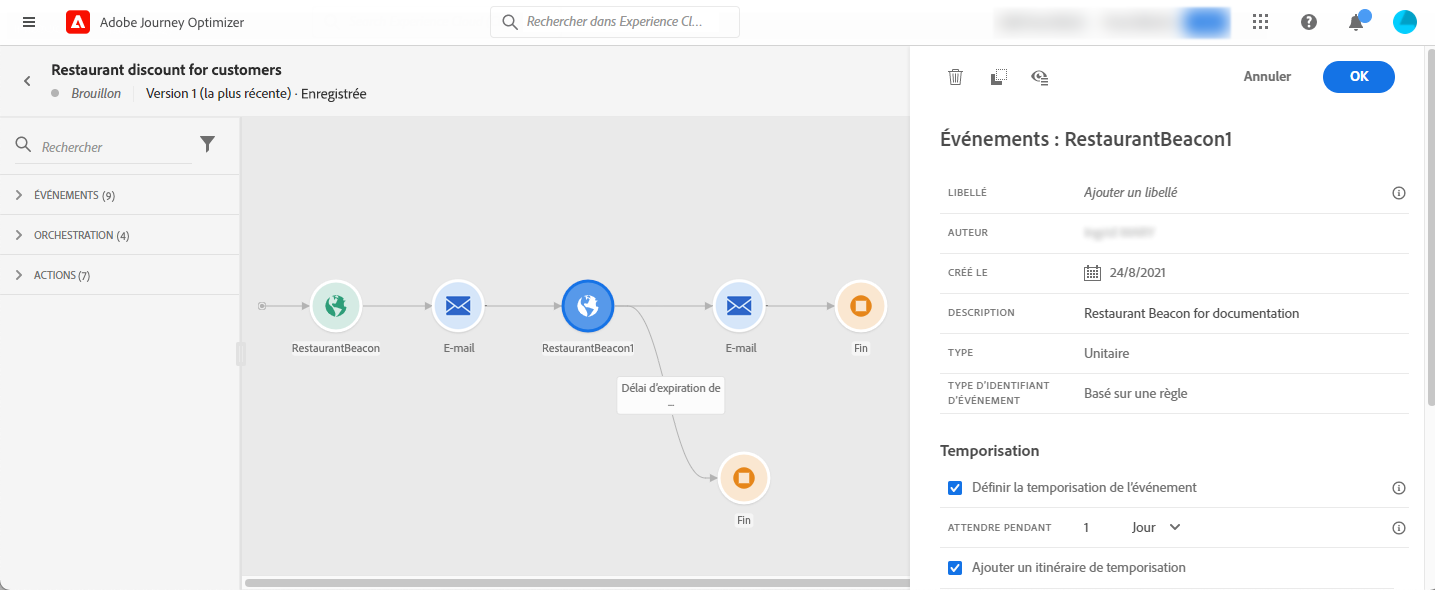 Adobe Journey Optimizer
Rechercher dans Experience Cl...
Restaurant discount for customers
Brouillon Version 1 (la plus récente) · Enregistrée
Annuler OK
Rechercher
ÉVÉNEMENTS (9)
ORCHESTRATION (4)
ACTIONS (7)
RestaurantBeacon E-mail RestaurantBeacon1 E-mail Fin
Délai d'expiration de
...
Fin
Événements : RestaurantBeacon1
LIBELLÉ Ajouter un libellé
AUTEUR
CRÉÉ LE 24/8/2021
DESCRIPTION Restaurant Beacon for documentation
TYPE Unitaire
TYPE D'IDENTIFIANT
D'ÉVÉNEMENT Basé sur une règle
Temporisation
Définir la temporisation de l'événement
ATTENDRE PENDANT 1 Jour
Ajouter un itinéraire de temporisation